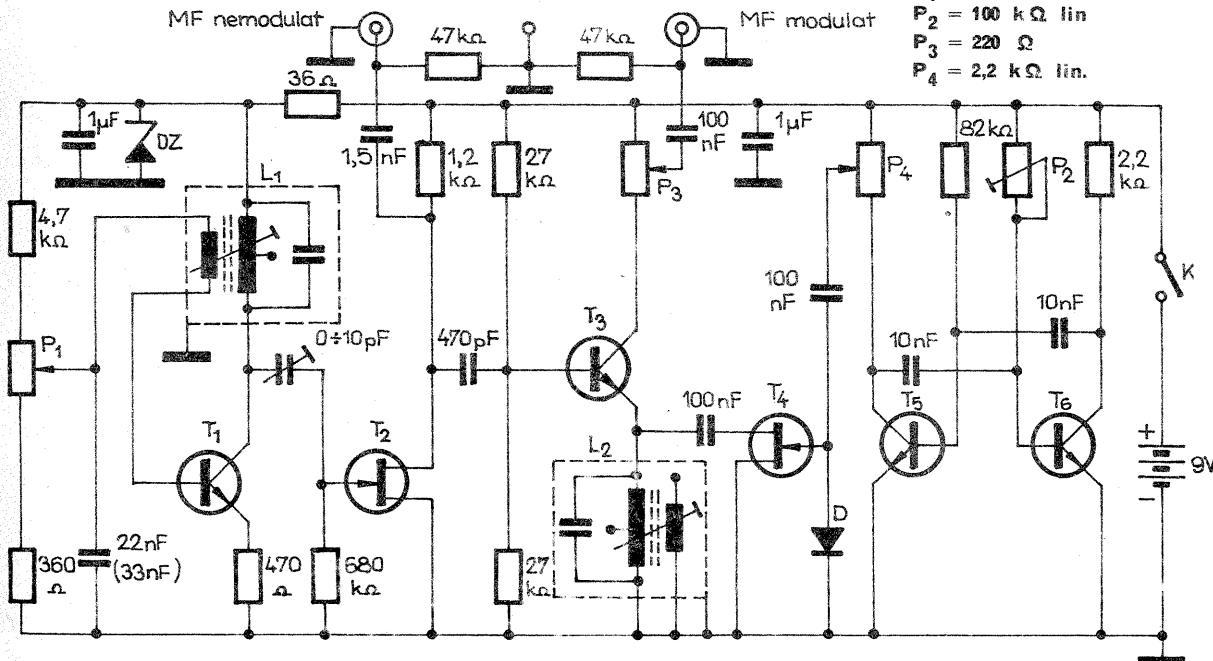 MF nemodulat
MF modulat
P2 = 100 kΩ lin
P3 = 220 Ω
P4 = 2,2 kΩ lin.
47kΩ
47kΩ
36 Ω
1μF
DZ
1,5nF
1,2 kΩ
27 kΩ
P3
100 nF
1μF
P4
82kΩ
P2
2,2 kΩ
L1
4,7 kΩ
K
100 nF
P1
0÷10pF
470pF
T3
10nF
10nF
T1
T2
100nF
T4
T5
T6
+
9V
-
L2
D
360 Ω
22nF
(33nF)
470 Ω
680 kΩ
27 kΩ